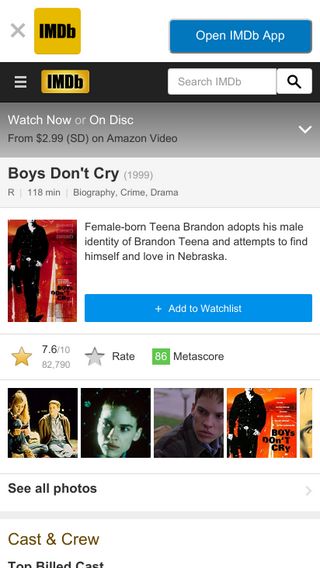 IMDb
Open IMDb App
IMDb
Search IMDb
Watch Now or On Disc
From $2.99 (SD) on Amazon Video
Boys Don't Cry (1999)
R | 118 min | Biography, Crime, Drama
Female-born Teena Brandon adopts his male
identity of Brandon Teena and attempts to find
himself and love in Nebraska.
BOYS
DON'T
CRY
+ Add to Watchlist
7.6/10
82,790
Rate
86 Metascore
BOYS
DON'T
CRY
See all photos
Cast & Crew
Top Billed Cast